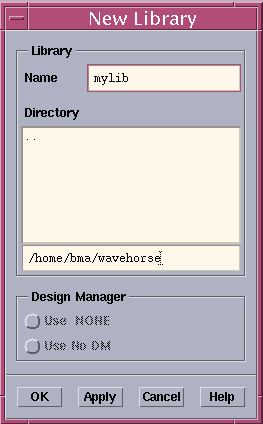 New Library
Library
Name mylib
Directory
..
/home/bma/wavehorse
Design Manager
Use NONE
Use No DM
OK Apply Cancel Help